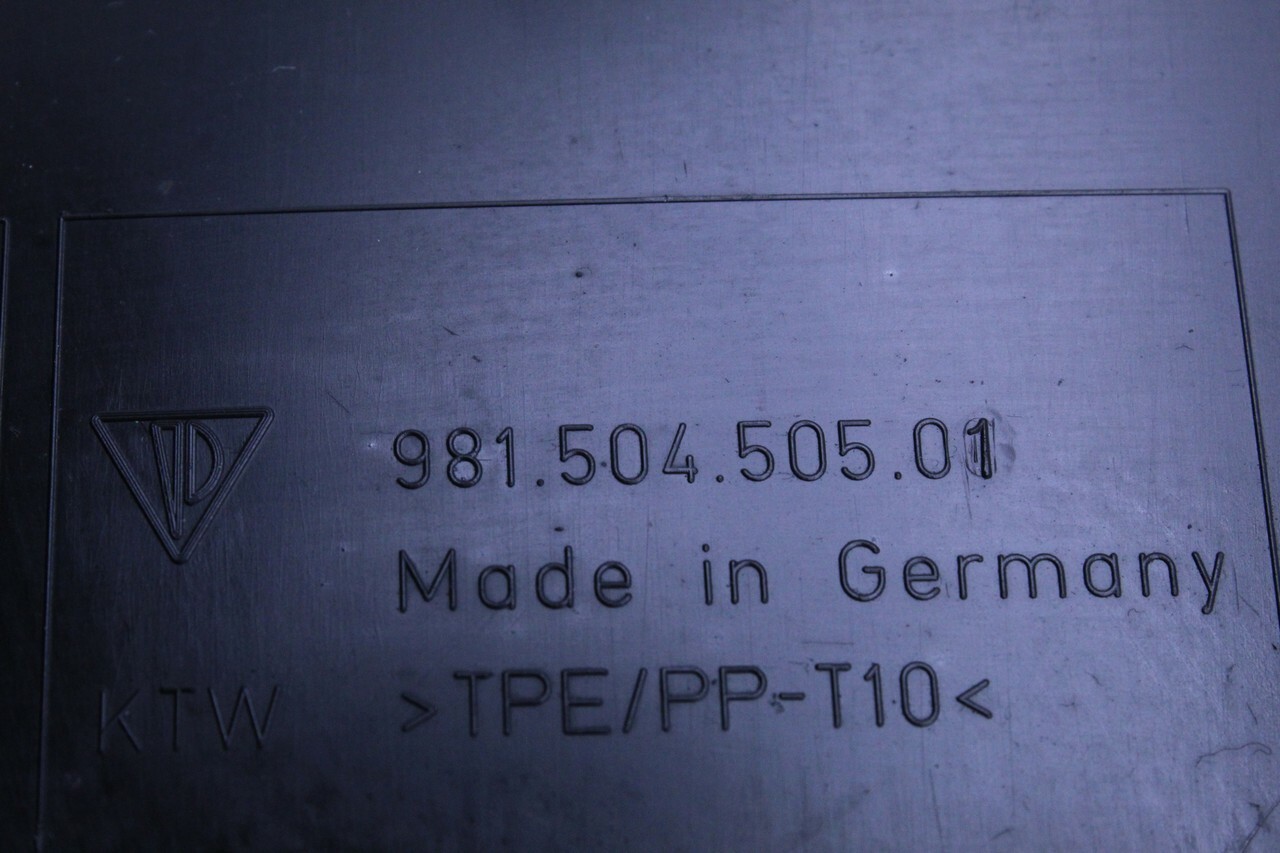 981.504.505.01
Made in Germany
KTW >TPE/PP-T10<